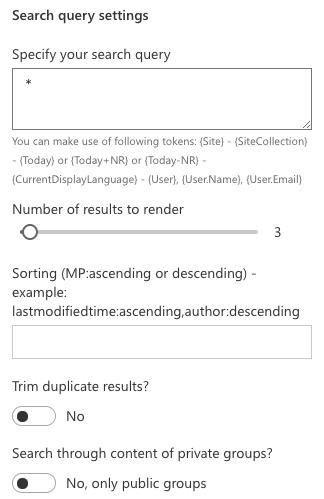 Search query settings
Specify your search query
*
You can make use of following tokens: {Site} - {SiteCollection}
- {Today} or {Today+NR} or {Today-NR} -
{CurrentDisplayLanguage} - {User}, {User.Name}, {User.Email}
Number of results to render
3
Sorting (MP:ascending or descending) -
example:
lastmodifiedtime:ascending,author:descending
Trim duplicate results?
No
Search through content of private groups?
No, only public groups